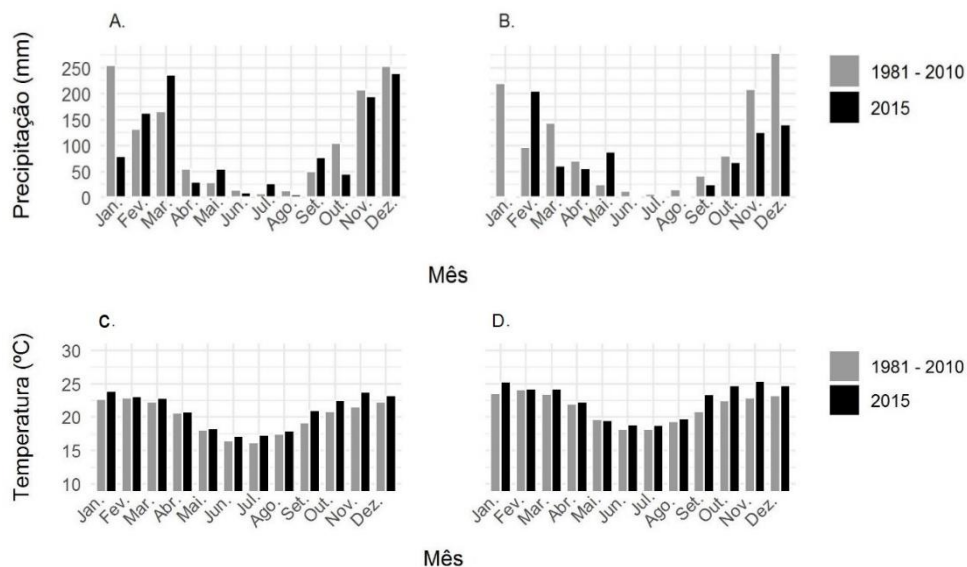 A.
B.
Precipitação (mm)
250
200
150
100
50
0
Jan. Fev. Mar. Abr. Mai. Jun. Jul. Ago. Set. Out. Nov. Dez.
Jan. Fev. Mar. Abr. Mai. Jun. Jul. Ago. Set. Out. Nov. Dez.
1981 - 2010
2015
Mês
C.
D.
Temperatura (ºC)
30
25
20
15
10
Jan. Fev. Mar. Abr. Mai. Jun. Jul. Ago. Set. Out. Nov. Dez.
Jan. Fev. Mar. Abr. Mai. Jun. Jul. Ago. Set. Out. Nov. Dez.
1981 - 2010
2015
Mês